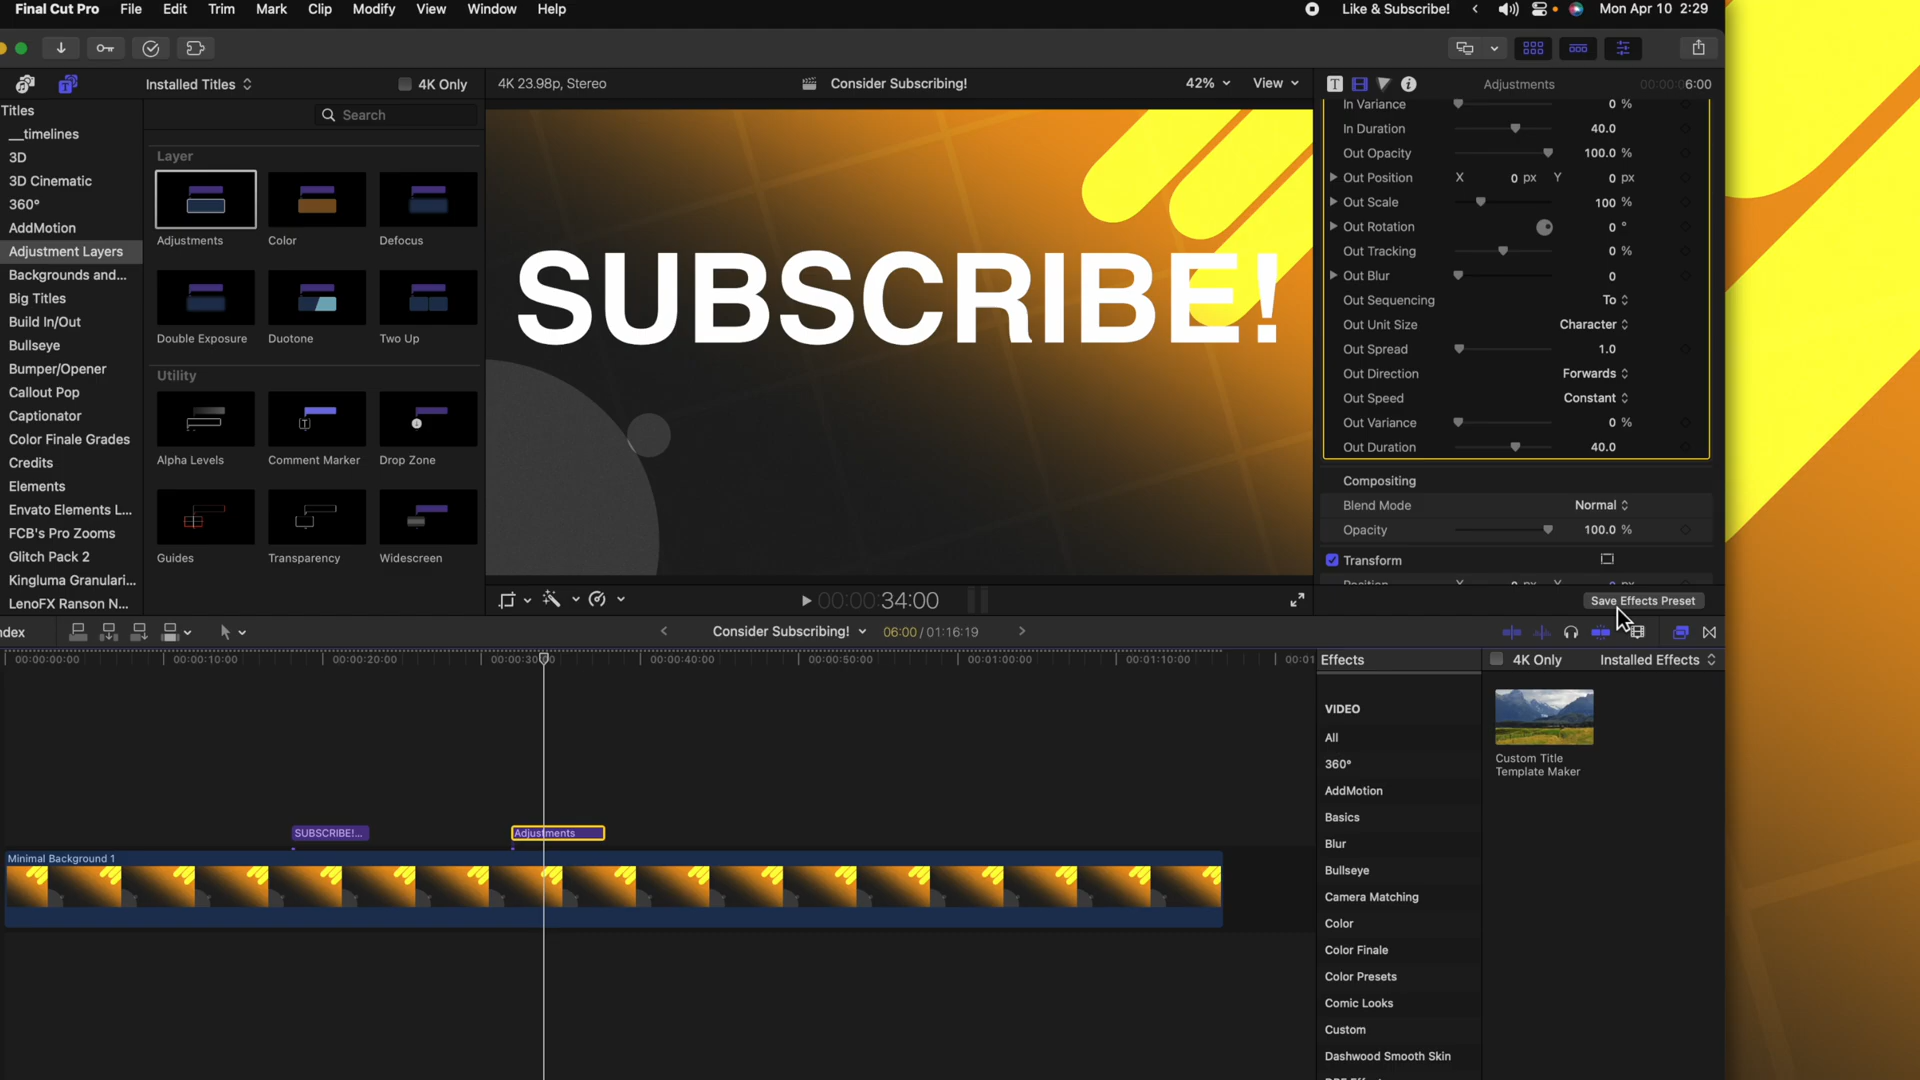 Final Cut Pro File Edit Trim Mark Clip Modify View Window Help Like & Subscribe! Mon Apr 10 2:29
Installed Titles 4K Only 4K 23.98p, Stereo Consider Subscribing! 42% View Adjustments 00:00:06:00
Titles
__timelines
3D
3D Cinematic
360°
AddMotion
Adjustment Layers
Backgrounds and...
Big Titles
Build In/Out
Bullseye
Bumper/Opener
Callout Pop
Captionator
Color Finale Grades
Credits
Elements
Envato Elements L...
FCB's Pro Zooms
Glitch Pack 2
Kingluma Granulari...
LenoFX Ranson N...
Search
Layer
Adjustments Color Defocus
Double Exposure Duotone Two Up
Utility
Alpha Levels Comment Marker Drop Zone
Guides Transparency Widescreen
SUBSCRIBE!
In Variance 0 %
In Duration 40.0
Out Opacity 100.0 %
Out Position X 0 px Y 0 px
Out Scale 100 %
Out Rotation 0 °
Out Tracking 0 %
Out Blur 0
Out Sequencing To
Out Unit Size Character
Out Spread 1.0
Out Direction Forwards
Out Speed Constant
Out Variance 0 %
Out Duration 40.0
Compositing
Blend Mode Normal
Opacity 100.0 %
Transform
Position X 0 px Y 0 px
00:00:34:00 Save Effects Preset
ndex Consider Subscribing! 06:00 / 01:16:19
00:00:00:00 00:00:10:00 00:00:20:00 00:00:30:00 00:00:40:00 00:00:50:00 00:01:00:00 00:01:10:00 00:01
SUBSCRIBE!... Adjustments
Minimal Background 1
Effects 4K Only Installed Effects
VIDEO
All
360°
AddMotion
Basics
Blur
Bullseye
Camera Matching
Color
Color Finale
Color Presets
Comic Looks
Custom
Dashwood Smooth Skin
Custom Title
Template Maker